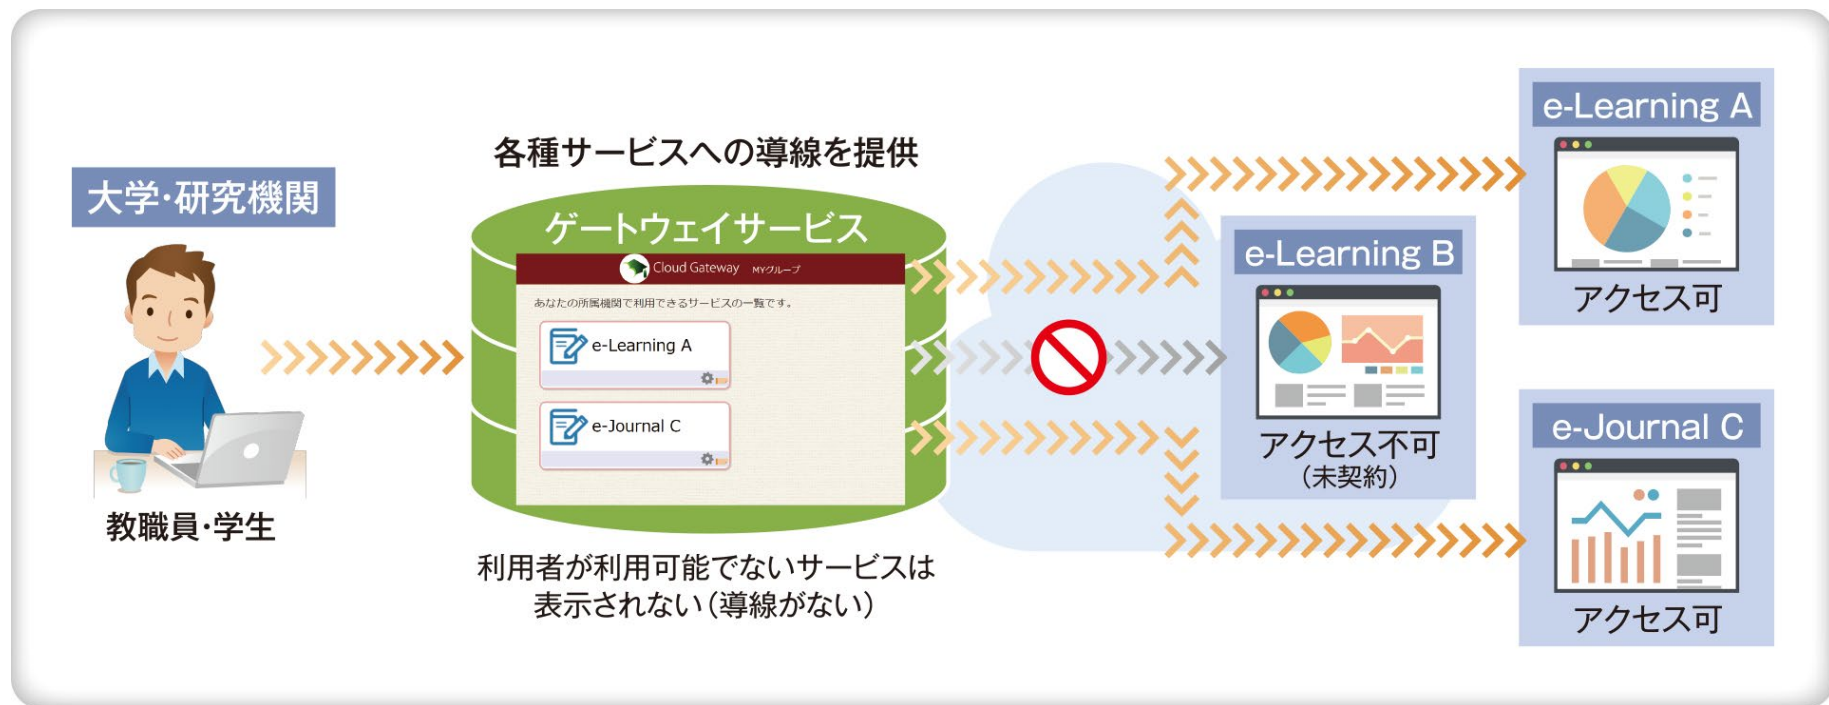 大学・研究機関
教職員・学生
各種サービスへの導線を提供
ゲートウェイサービス
Cloud Gateway MYグループ
あなたの所属機関で利用できるサービスの一覧です。
e-Learning A
e-Journal C
利用者が利用可能でないサービスは
表示されない（導線がない）
e-Learning A
アクセス可
e-Learning B
アクセス不可
（未契約）
e-Journal C
アクセス可